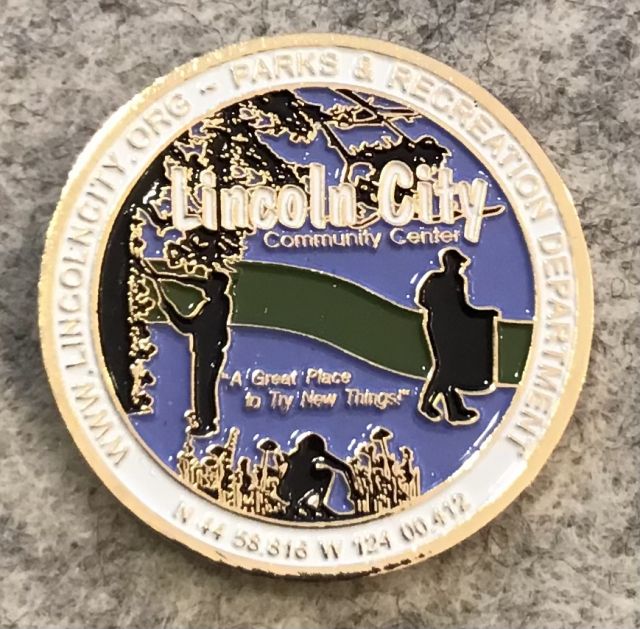 WWW.LINCOLNCITY.ORG ~ PARKS & RECREATION DEPARTMENT
Lincoln City
Community Center
"A Great Place
to Try New Things!"
N 44 58.816 W 124 00.412